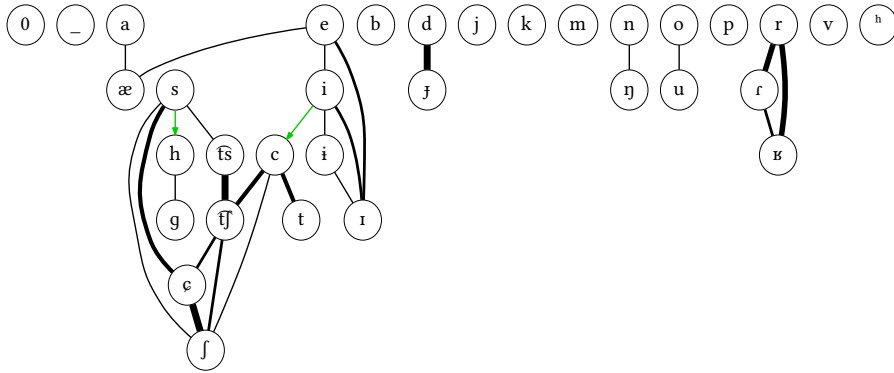 0 _ a e b d j k m n o p r v ʰ
æ s i ɟ ŋ u ɾ
h t͡s c ɨ ʁ
ɡ t͡ʃ t ɪ
ɕ
ʃ